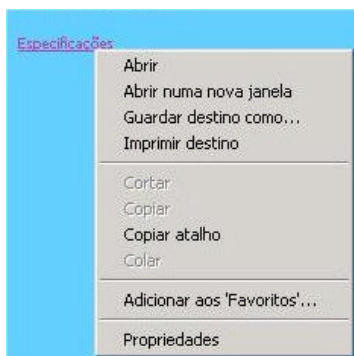 Especificações
Abrir
Abrir numa nova janela
Guardar destino como...
Imprimir destino
Cortar
Copiar
Copiar atalho
Colar
Adicionar aos 'Favoritos'...
Propriedades